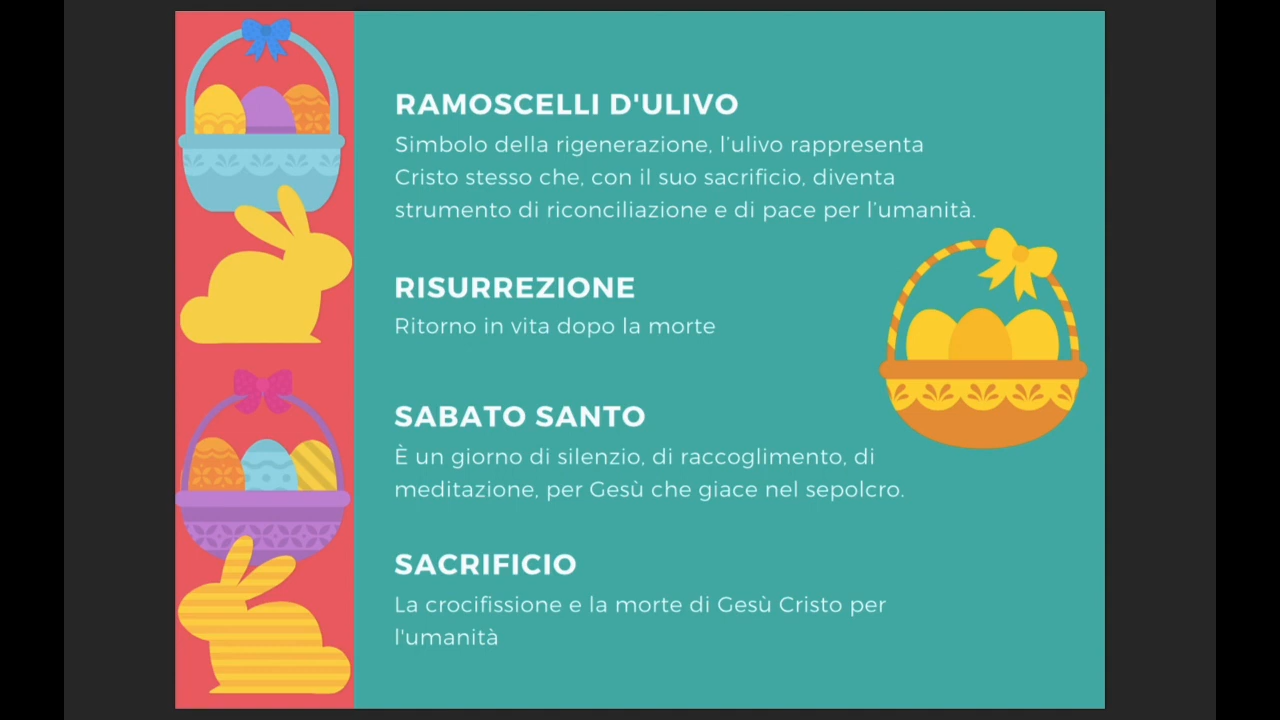 RAMOSCELLI D'ULIVO
Simbolo della rigenerazione, l’ulivo rappresenta
Cristo stesso che, con il suo sacrificio, diventa
strumento di riconciliazione e di pace per l’umanità.
RISURREZIONE
Ritorno in vita dopo la morte
SABATO SANTO
È un giorno di silenzio, di raccoglimento, di
meditazione, per Gesù che giace nel sepolcro.
SACRIFICIO
La crocifissione e la morte di Gesù Cristo per
l'umanità